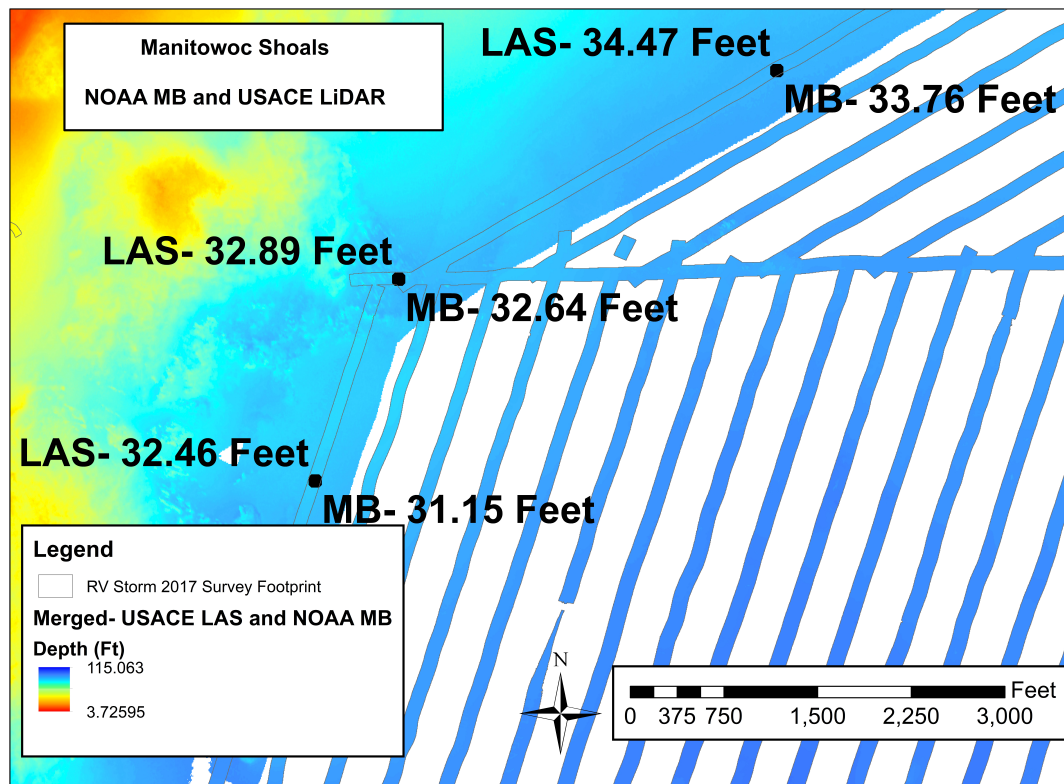 Manitowoc Shoals
NOAA MB and USACE LiDAR
LAS- 34.47 Feet
MB- 33.76 Feet
LAS- 32.89 Feet
MB- 32.64 Feet
LAS- 32.46 Feet
MB- 31.15 Feet
Legend
RV Storm 2017 Survey Footprint
Merged- USACE LAS and NOAA MB
Depth (Ft)
115.063
3.72595
N
Feet
0 375 750 1,500 2,250 3,000